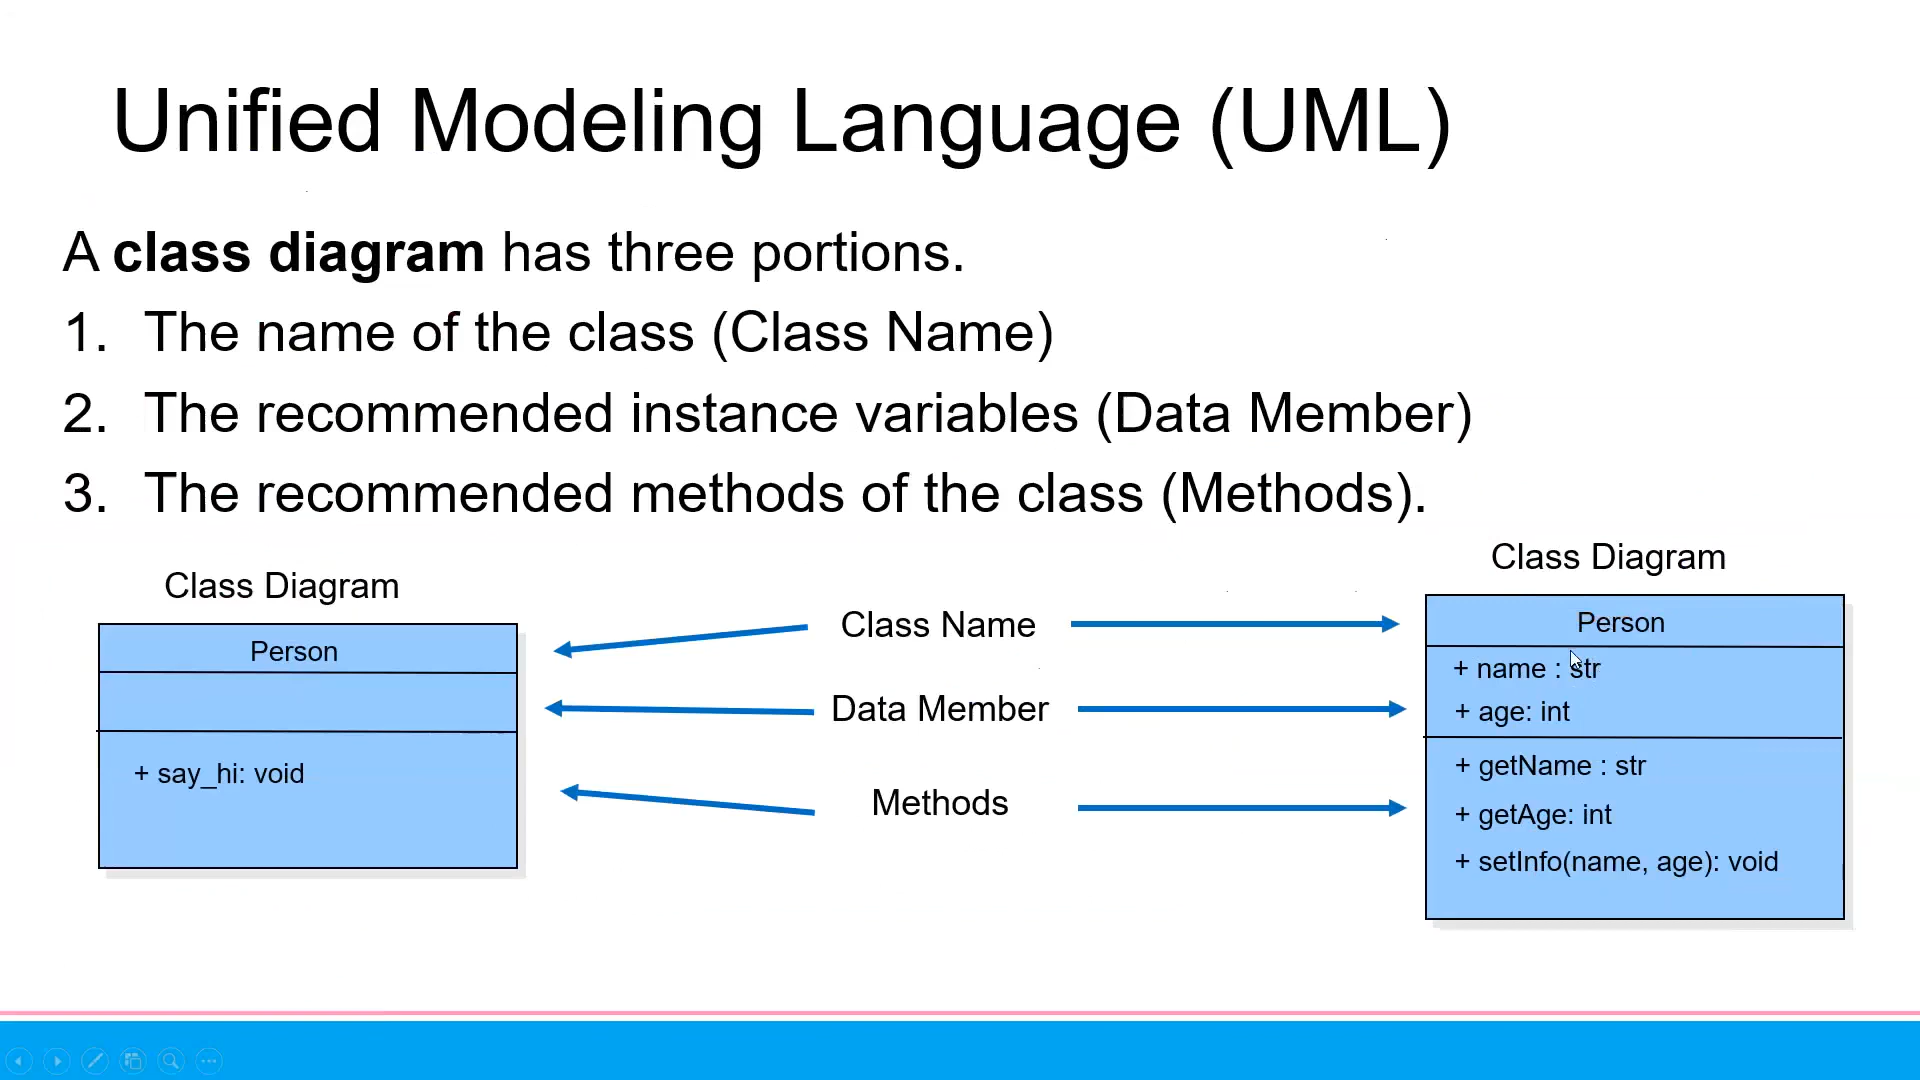 Unified Modeling Language (UML)
A class diagram has three portions.
1. The name of the class (Class Name)
2. The recommended instance variables (Data Member)
3. The recommended methods of the class (Methods).
Class Diagram
Person
+ say_hi: void
Class Name
Data Member
Methods
Class Diagram
Person
+ name : str
+ age: int
+ getName : str
+ getAge: int
+ setInfo(name, age): void